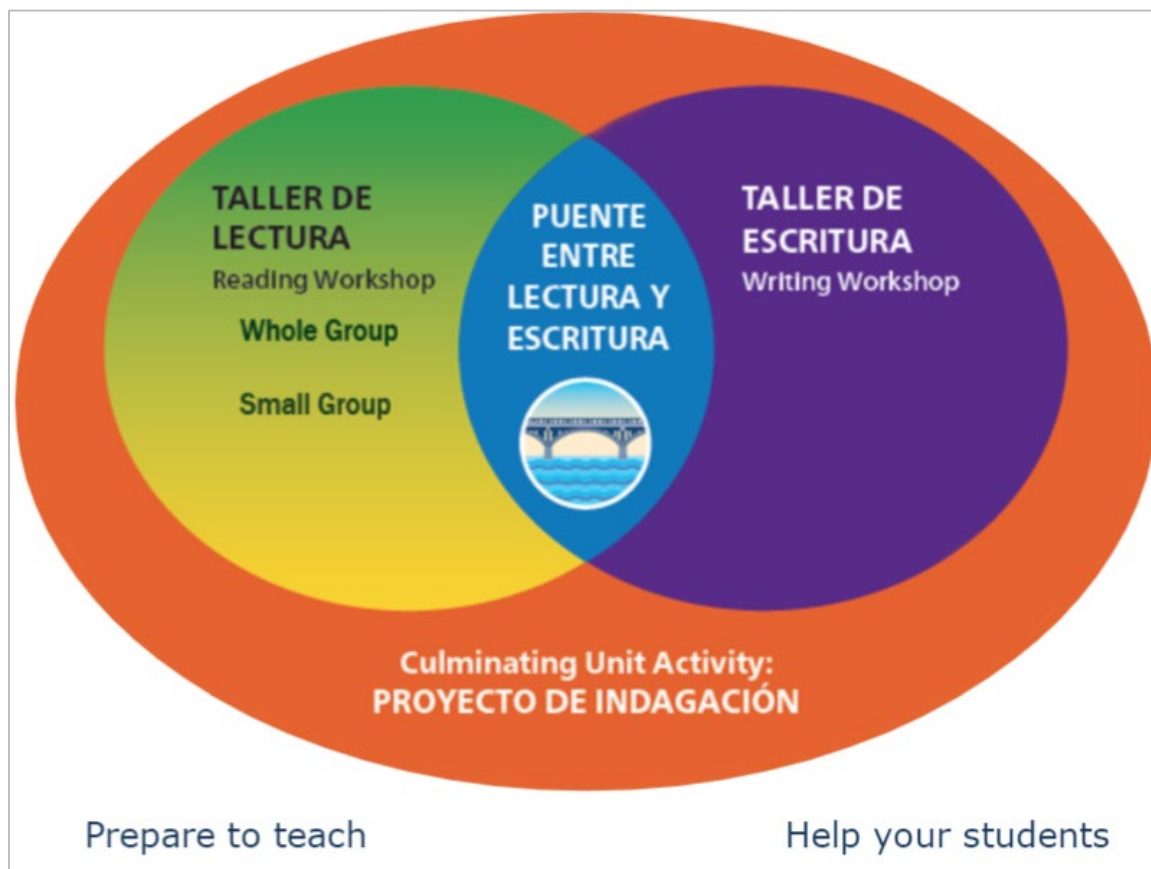 TALLER DE
LECTURA
Reading Workshop
Whole Group
Small Group
PUENTE
ENTRE
LECTURA Y
ESCRITURA
TALLER DE
ESCRITURA
Writing Workshop
Culminating Unit Activity:
PROYECTO DE INDAGACIÓN
Prepare to teach
Help your students